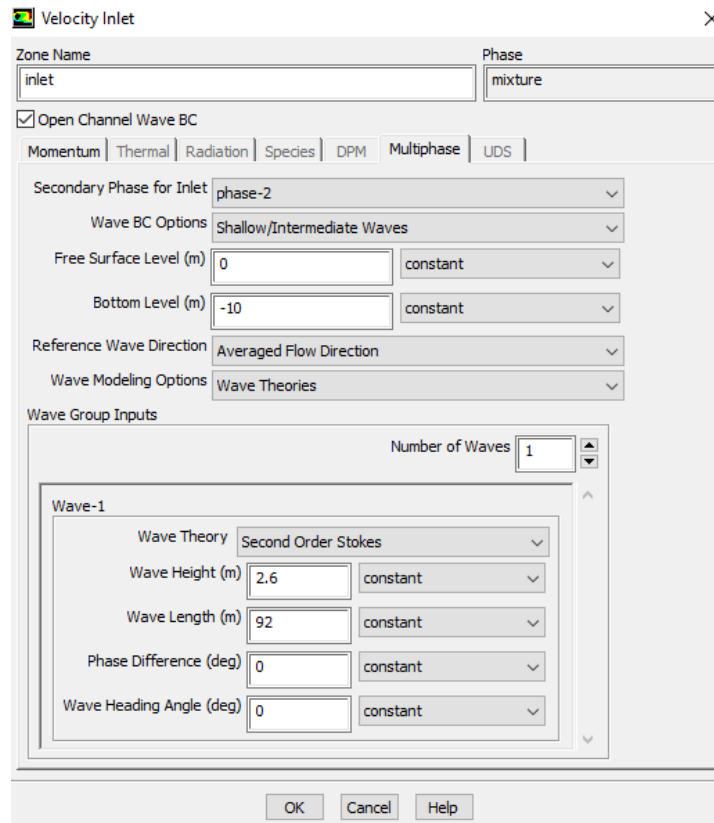 Velocity Inlet
Zone Name Phase
inlet mixture
Open Channel Wave BC
Momentum Thermal Radiation Species DPM Multiphase UDS
Secondary Phase for Inlet phase-2
Wave BC Options Shallow/Intermediate Waves
Free Surface Level (m) 0 constant
Bottom Level (m) -10 constant
Reference Wave Direction Averaged Flow Direction
Wave Modeling Options Wave Theories
Wave Group Inputs
Number of Waves 1
Wave-1
Wave Theory Second Order Stokes
Wave Height (m) 2.6 constant
Wave Length (m) 92 constant
Phase Difference (deg) 0 constant
Wave Heading Angle (deg) 0 constant
OK Cancel Help